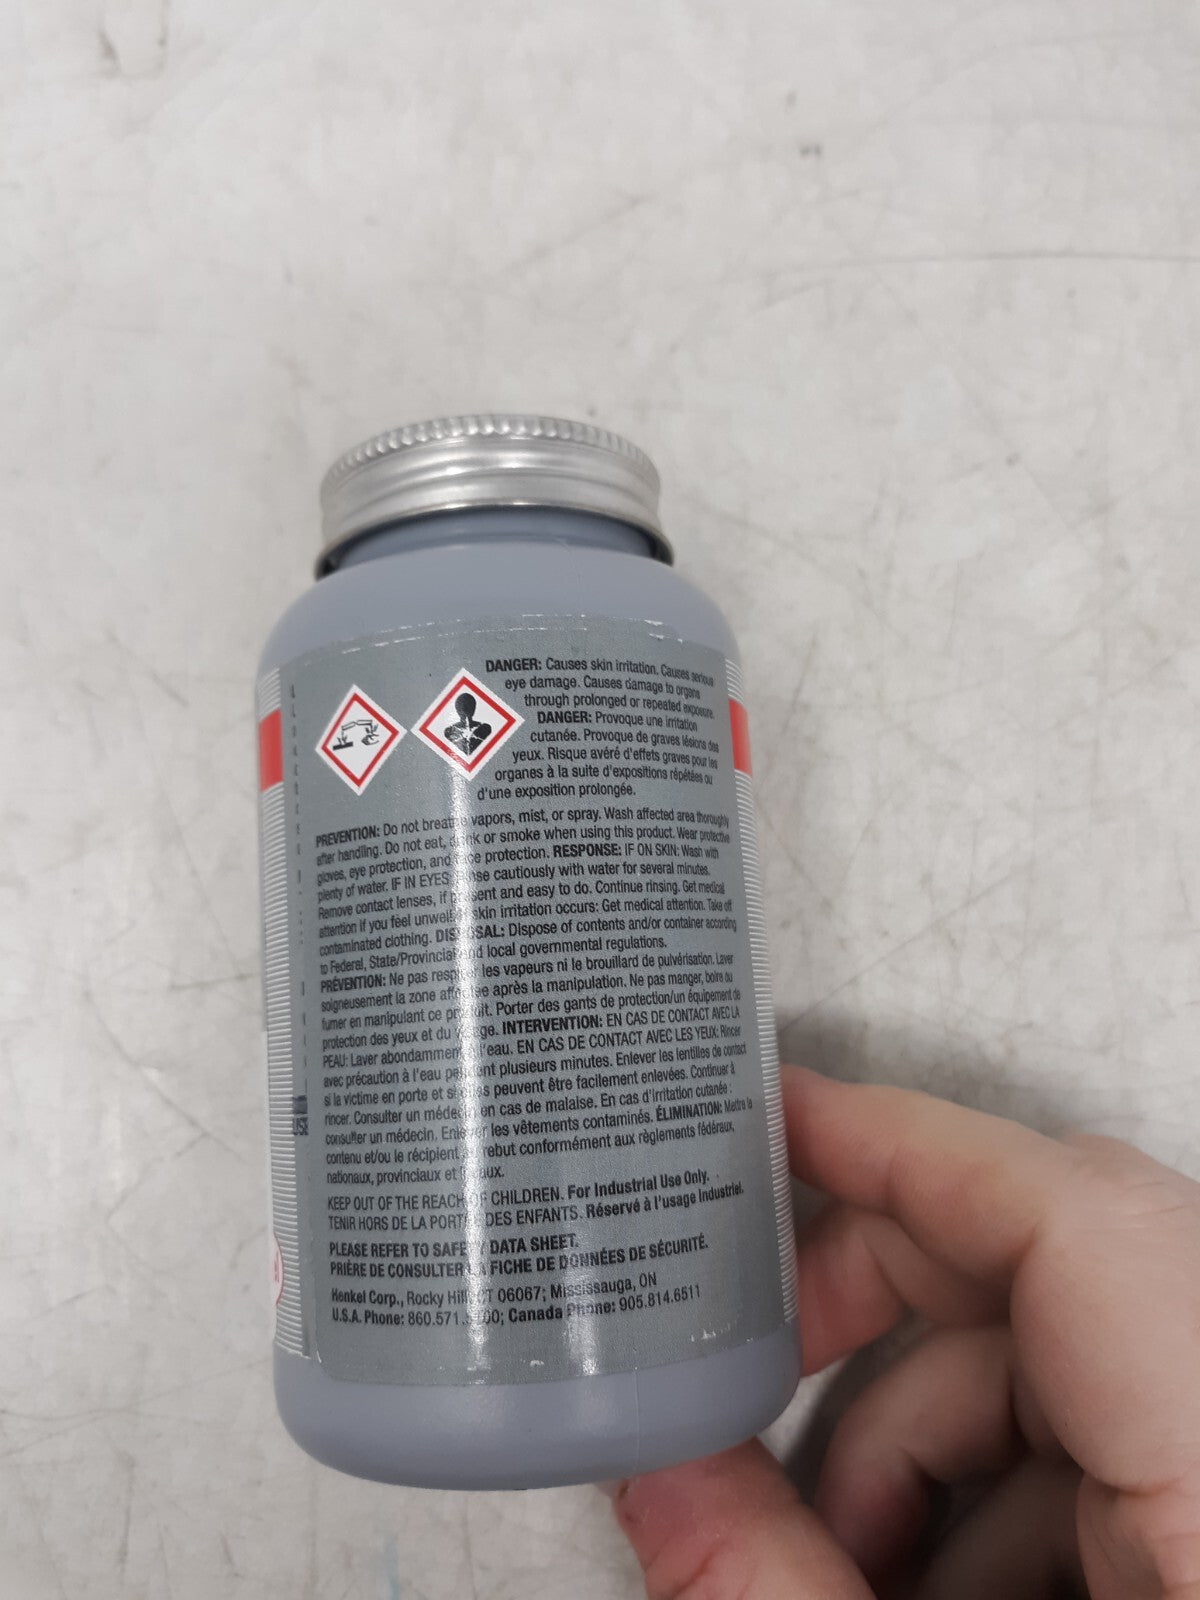 DANGER: Causes skin irritation. Causes serious
eye damage. Causes damage to organs
through prolonged or repeated exposure.
DANGER: Provoque une irritation
cutanée. Provoque de graves lésions des
yeux. Risque avéré d'effets graves pour les
organes à la suite d'expositions répétées ou
d'une exposition prolongée.
PREVENTION: Do not breathe vapors, mist, or spray. Wash affected area thoroughly
after handling. Do not eat, drink or smoke when using this product. Wear protective
gloves, eye protection, and face protection. RESPONSE: IF ON SKIN: Wash with
plenty of water. IF IN EYES: Rinse cautiously with water for several minutes.
Remove contact lenses, if present and easy to do. Continue rinsing. Get medical
attention if you feel unwell. If skin irritation occurs: Get medical attention. Take off
contaminated clothing. DISPOSAL: Dispose of contents and/or container according
to Federal, State/Provincial and local governmental regulations.
PRÉVENTION: Ne pas respirer les vapeurs ni le brouillard de pulvérisation. Laver
soigneusement la zone affectée après la manipulation. Ne pas manger, boire ou
fumer en manipulant ce produit. Porter des gants de protection/un équipement de
protection des yeux et du visage. INTERVENTION: EN CAS DE CONTACT AVEC LA
PEAU: Laver abondamment à l'eau. EN CAS DE CONTACT AVEC LES YEUX: Rincer
avec précaution à l'eau pendant plusieurs minutes. Enlever les lentilles de contact
si la victime en porte et si elles peuvent être facilement enlevées. Continuer à
rincer. Consulter un médecin en cas de malaise. En cas d'irritation cutanée :
consulter un médecin. Enlever les vêtements contaminés. ÉLIMINATION: Mettre le
contenu et/ou le récipient au rebut conformément aux règlements fédéraux,
nationaux, provinciaux et locaux.
KEEP OUT OF THE REACH OF CHILDREN. For Industrial Use Only.
TENIR HORS DE LA PORTÉE DES ENFANTS. Réservé à l'usage industriel.
PLEASE REFER TO SAFETY DATA SHEET.
PRIÈRE DE CONSULTER LA FICHE DE DONNÉES DE SÉCURITÉ.
Henkel Corp., Rocky Hill, CT 06067; Mississauga, ON
U.S.A. Phone: 860.571.5100; Canada Phone: 905.814.6511